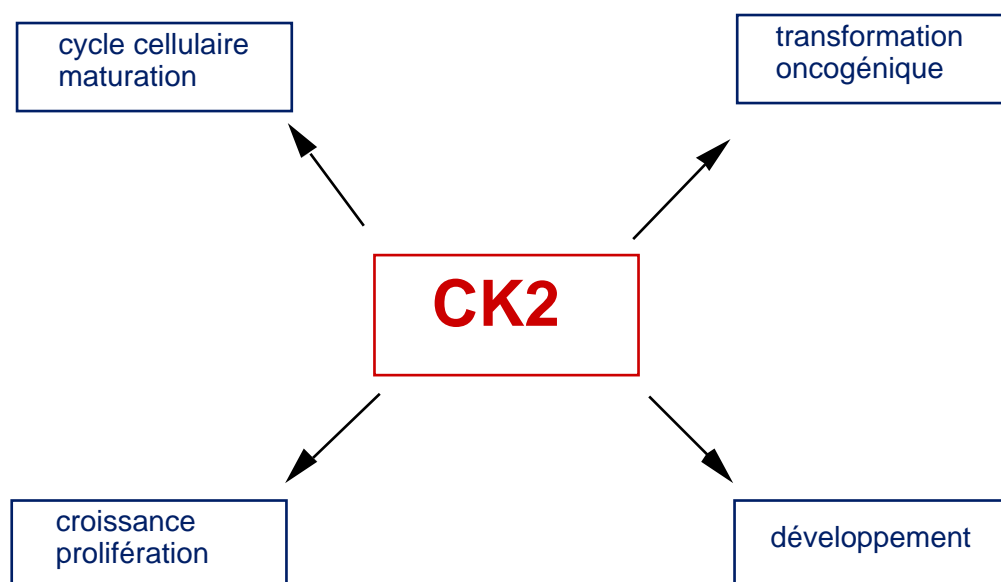 cycle cellulaire
maturation
transformation
oncogénique
CK2
croissance
prolifération
développement